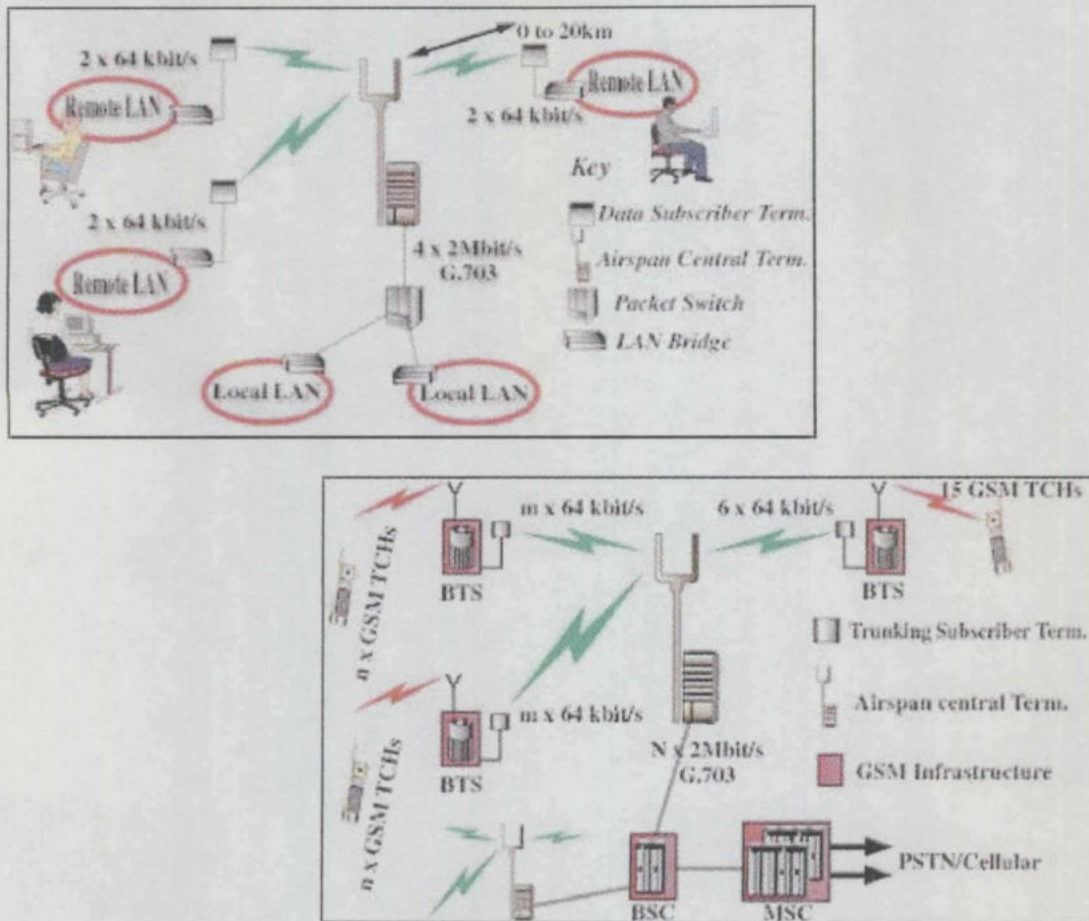 0 to 20km
2 x 64 kbit/s
Remote LAN
Remote LAN
2 x 64 kbit/s
Key
Data Subscriber Term.
2 x 64 kbit/s
4 x 2Mbit/s
G.703
Airspan Central Term.
Remote LAN
Packet Switch
LAN Bridge
Local LAN
Local LAN
15 GSM TCHs
m x 64 kbit/s
6 x 64 kbit/s
n x GSM TCHs
BTS
BTS
Trunking Subscriber Term.
Airspan central Term.
m x 64 kbit/s
N x 2Mbit/s
G.703
GSM Infrastructure
BTS
n x GSM TCHs
PSTN/Cellular
BSC
MSC